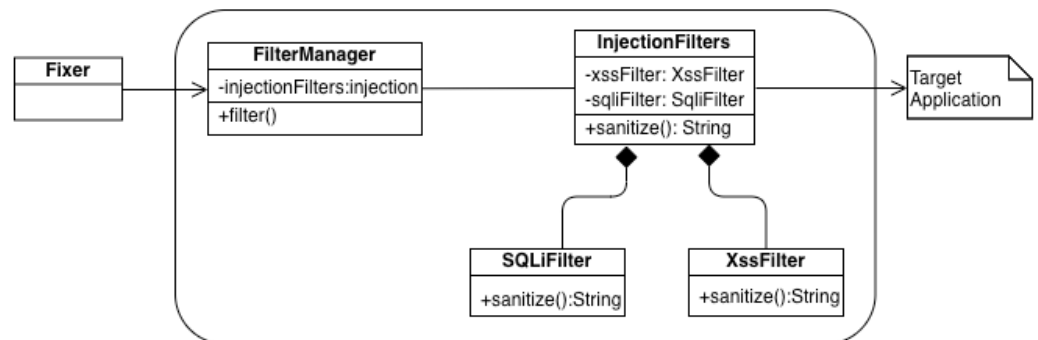 Fixer
FilterManager
-injectionFilters:injection
+filter()
InjectionFilters
-xssFilter: XssFilter
-sqliFilter: SqliFilter
+sanitize(): String
Target
Application
SQLiFilter
+sanitize():String
XssFilter
+sanitize():String